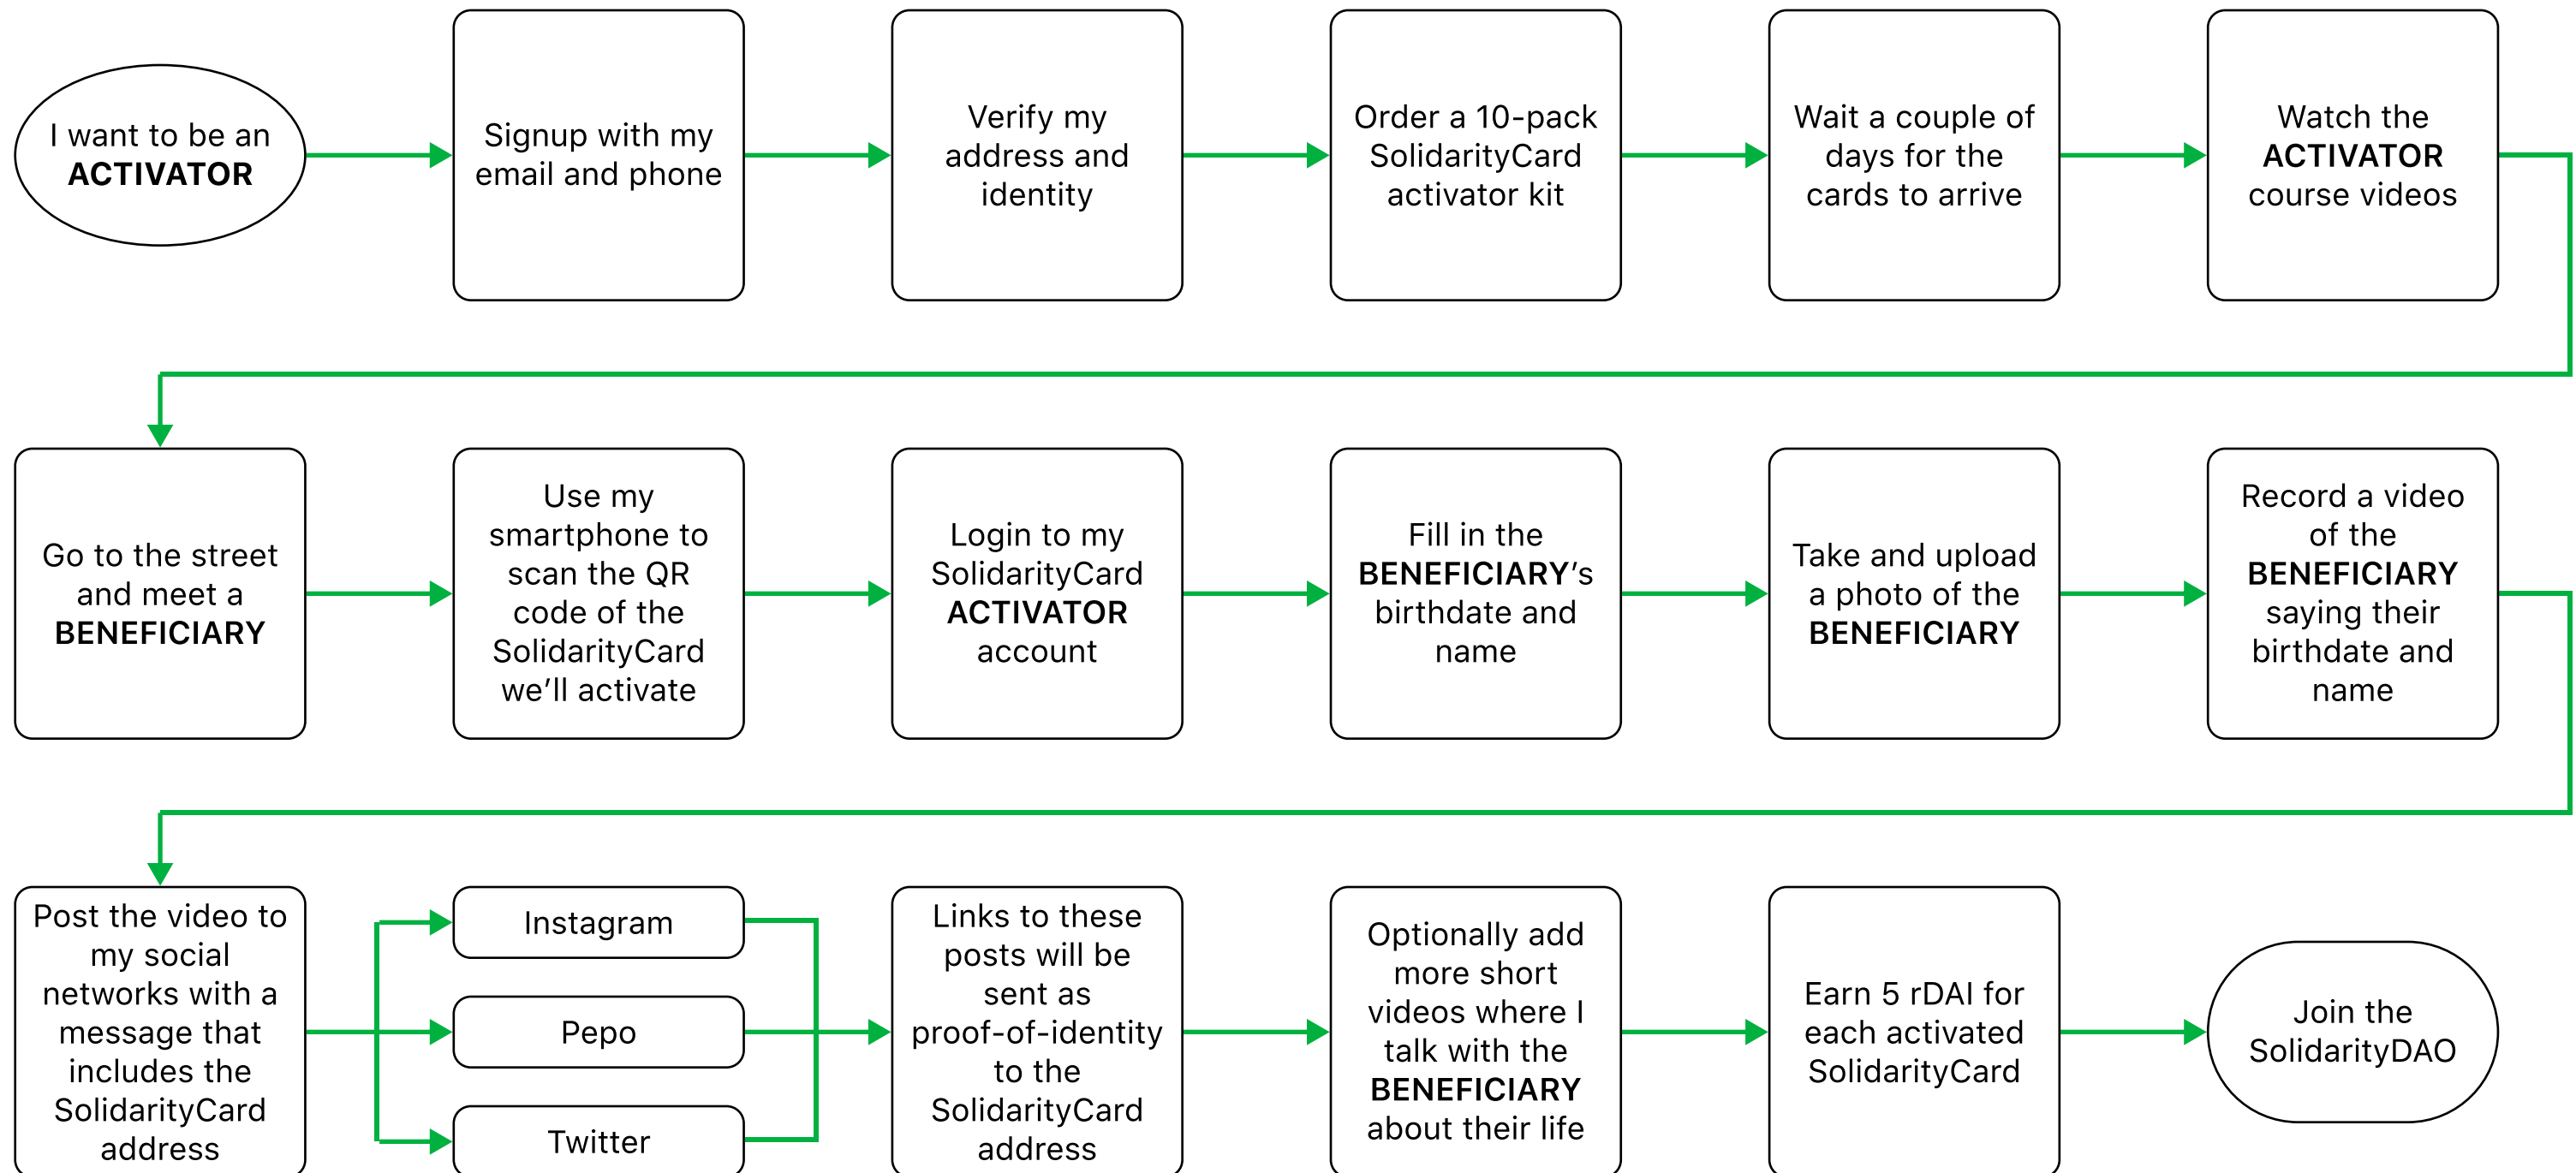 I want to be an
ACTIVATOR
Signup with my
email and phone
Verify my
address and
identity
Order a 10-pack
SolidarityCard
activator kit
Wait a couple of
days for the
cards to arrive
Watch the
ACTIVATOR
course videos
Go to the street
and meet a
BENEFICIARY
Use my
smartphone to
scan the QR
code of the
SolidarityCard
we’ll activate
Login to my
SolidarityCard
ACTIVATOR
account
Fill in the
BENEFICIARY’s
birthdate and
name
Take and upload
a photo of the
BENEFICIARY
Record a video
of the
BENEFICIARY
saying their
birthdate and
name
Post the video to
my social
networks with a
message that
includes the
SolidarityCard
address
Instagram
Pepo
Twitter
Links to these
posts will be
sent as
proof-of-identity
to the
SolidarityCard
address
Optionally add
more short
videos where I
talk with the
BENEFICIARY
about their life
Earn 5 rDAI for
each activated
SolidarityCard
Join the
SolidarityDAO